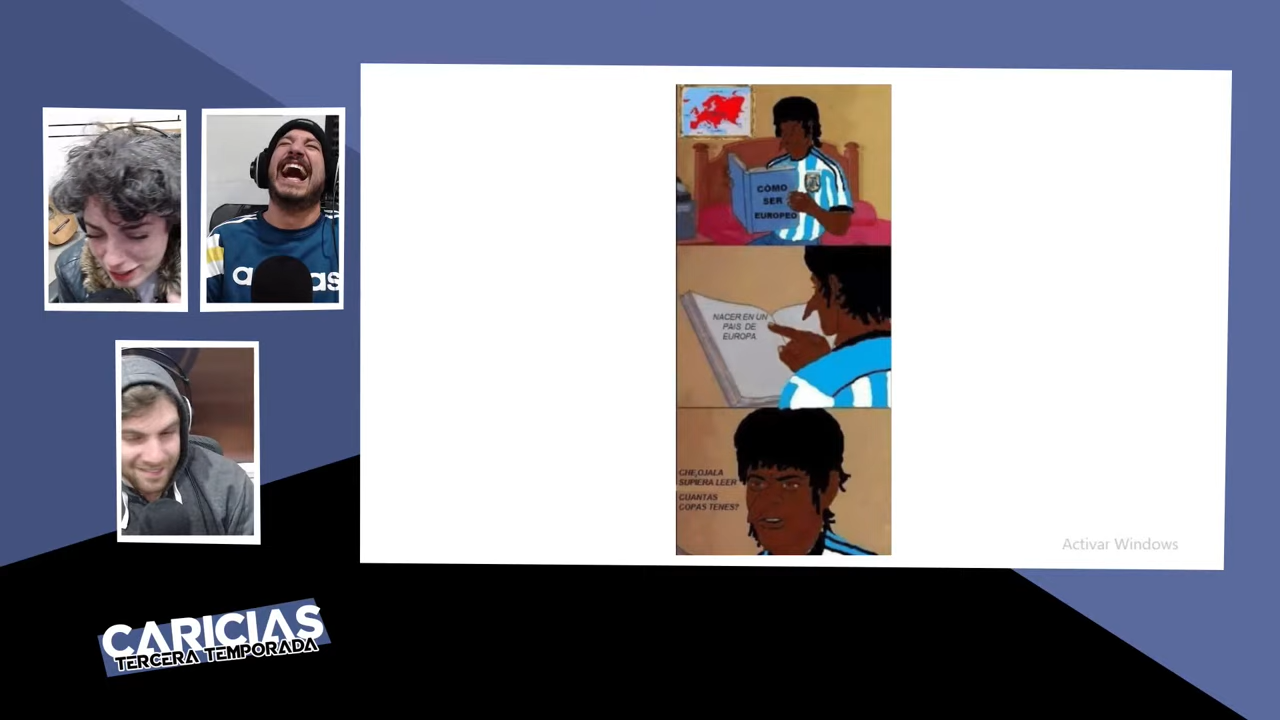 CÓMO
SER
EUROPEO
NACER EN UN
PAIS DE
EUROPA
CHE,OJALA
SUPIERA LEER
CUANTAS
COPAS TENES?
Activar Windows
CARICIAS
TERCERA TEMPORADA